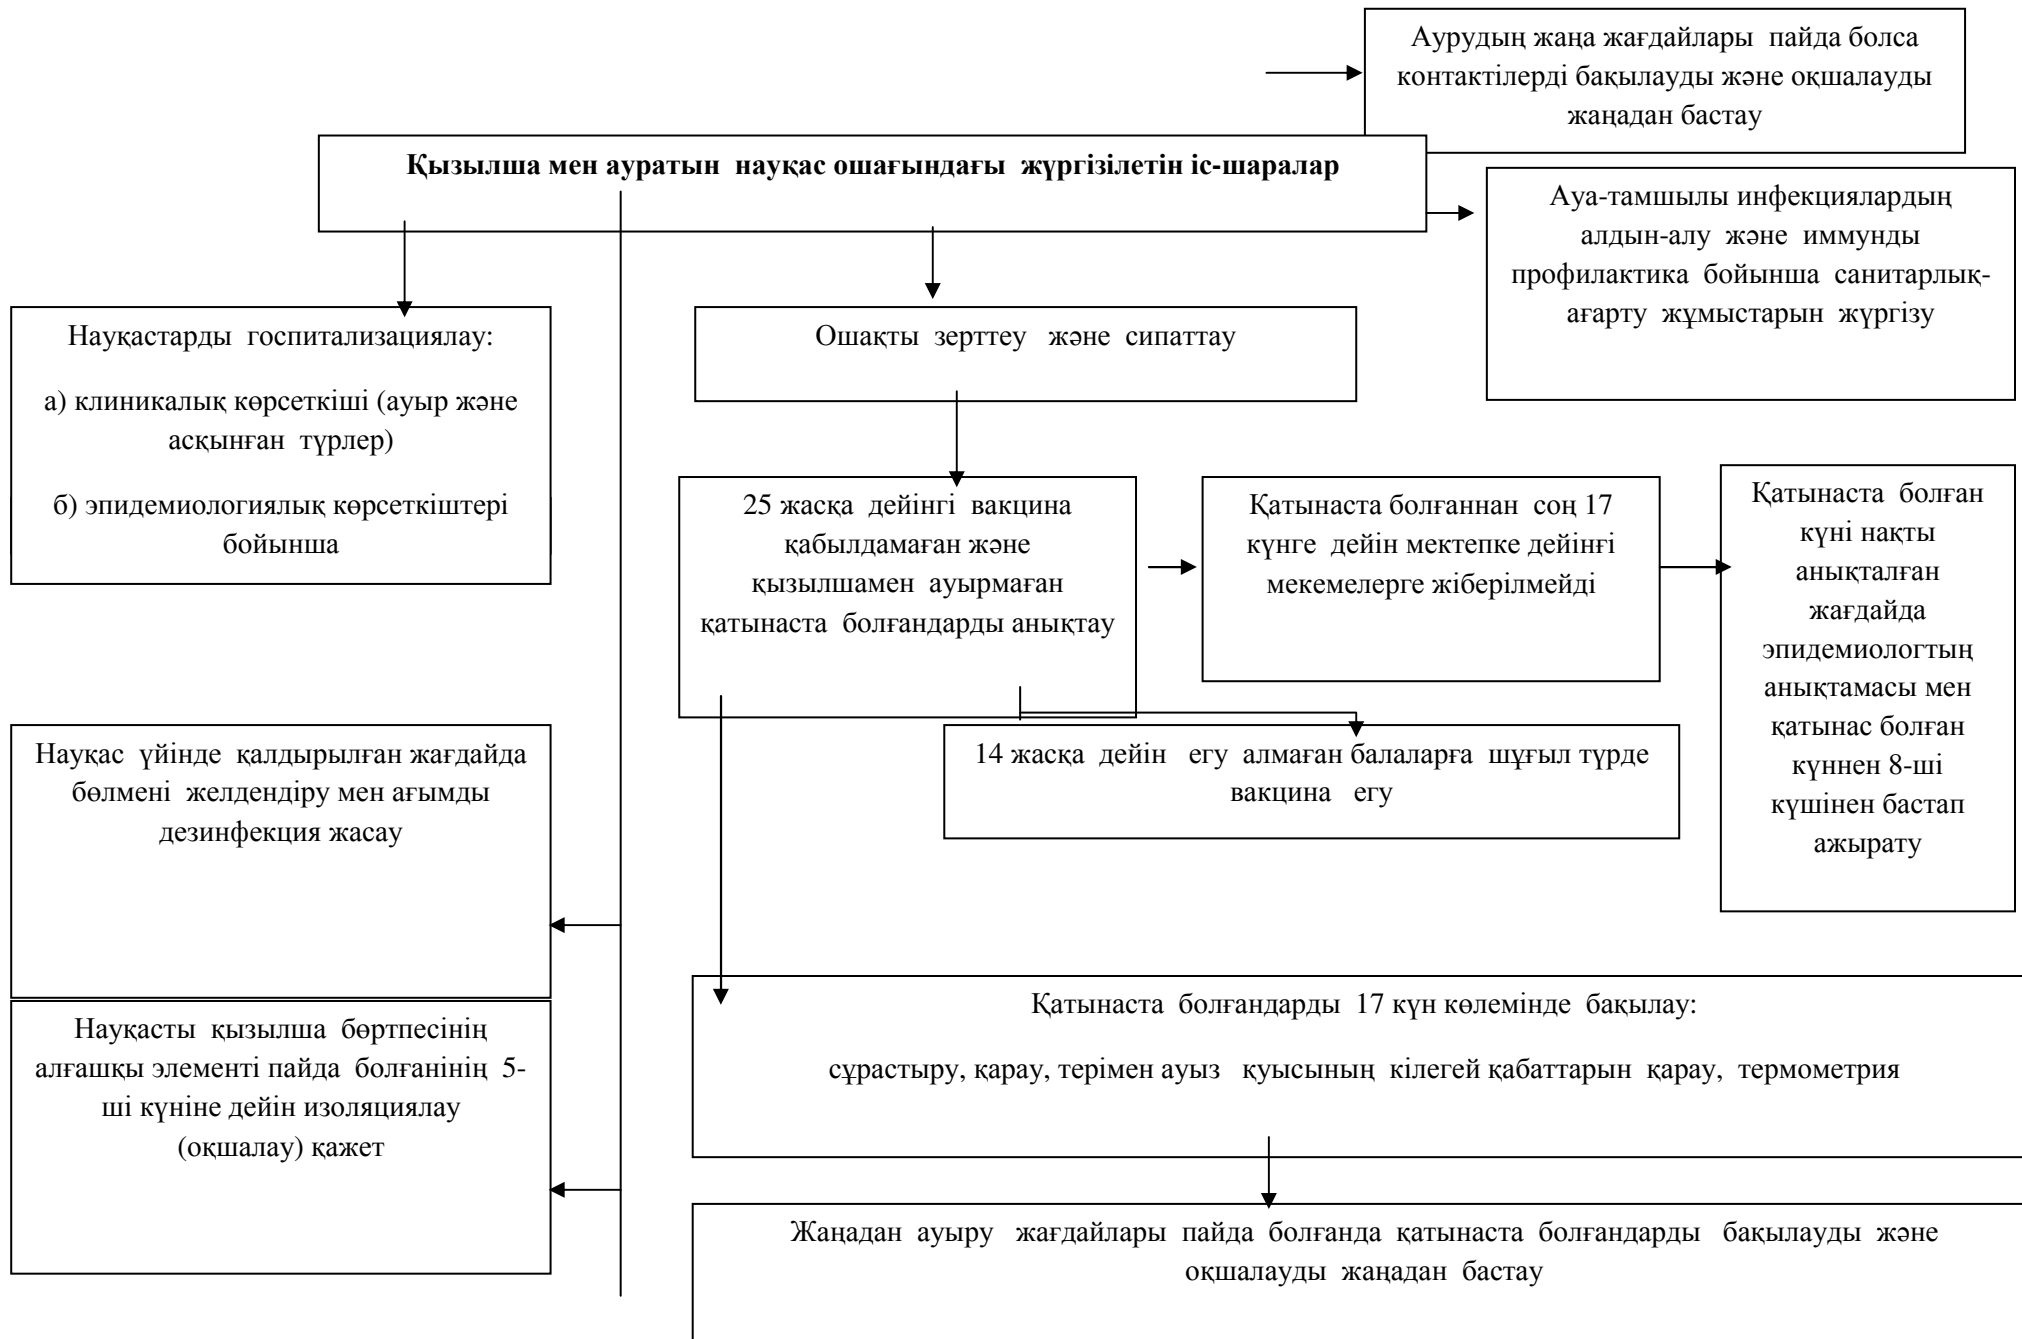 Аурудың жаңа жағдайлары пайда болса
контактілерді бақылауды және оқшалауды
жаңадан бастау
Қызылша мен ауратын науқас ошағындағы жүргізілетін іс-шаралар
Ауа-тамшылы инфекциялардың
алдын-алу және иммунды
профилактика бойынша санитарлық-
ағарту жұмыстарын жүргізу
Науқастарды госпитализациялау:
а) клиникалық көрсеткіші (ауыр және
асқынған түрлер)
б) эпидемиологиялық көрсеткіштері
бойынша
Ошақты зерттеу және сипаттау
25 жасқа дейінгі вакцина
қабылдамаған және
қызылшамен ауырмаған
қатынаста болғандарды анықтау
Қатынаста болғаннан соң 17
күнге дейін мектепке дейінғі
мекемелерге жіберілмейді
Қатынаста болған
күні нақты
анықталған
жағдайда
эпидемиологтың
анықтамасы мен
қатынас болған
күннен 8-ші
күшінен бастап
ажырату
14 жасқа дейін егу алмаған балаларға шұғыл түрде
вакцина егу
Науқас үйінде қалдырылған жағдайда
бөлмені желдендіру мен ағымды
дезинфекция жасау
Науқасты қызылша бөртпесінің
алғашқы элементі пайда болғанінің 5-
ші күніне дейін изоляциялау
(оқшалау) қажет
Қатынаста болғандарды 17 күн көлемінде бақылау:
сұрастыру, қарау, терімен ауыз қуысының кілегей қабаттарын қарау, термометрия
Жаңадан ауыру жағдайлары пайда болғанда қатынаста болғандарды бақылауды және
оқшалауды жаңадан бастау